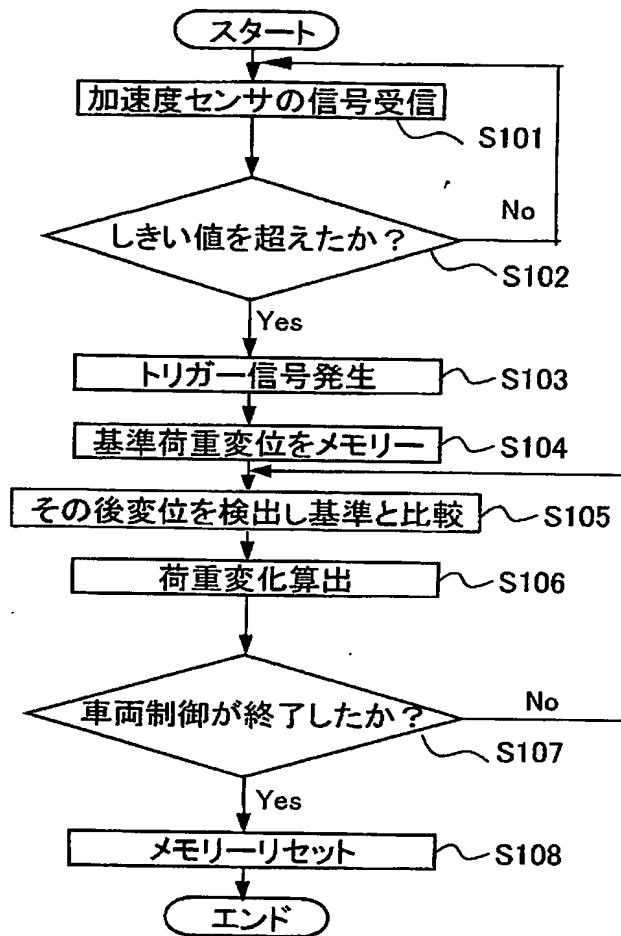 スタート
加速度センサの信号受信
S101
しきい値を超えたか?
No
S102
Yes
トリガー信号発生
S103
基準荷重変位をメモリー
S104
その後変位を検出し基準と比較
S105
荷重変化算出
S106
車両制御が終了したか?
No
S107
Yes
メモリーリセット
S108
エンド